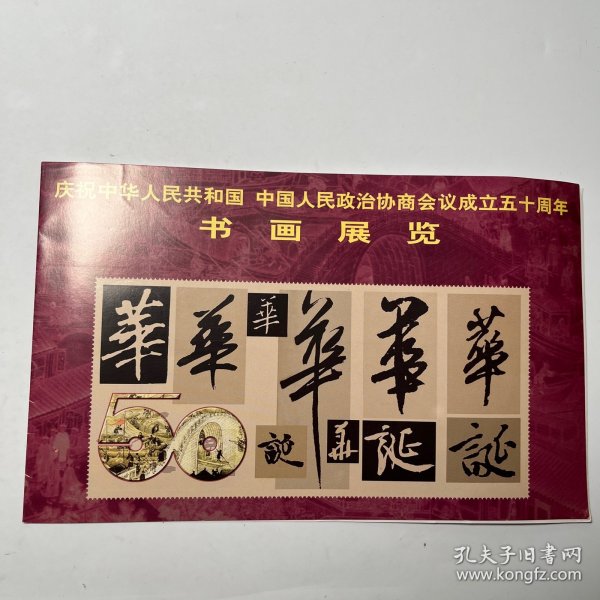 庆祝中华人民共和国 中国人民政治协商会议成立五十周年
书画展览
華 華 華 華 華 華
50 誕 華 誕 誕
孔夫子旧书网
www.kongfz.com